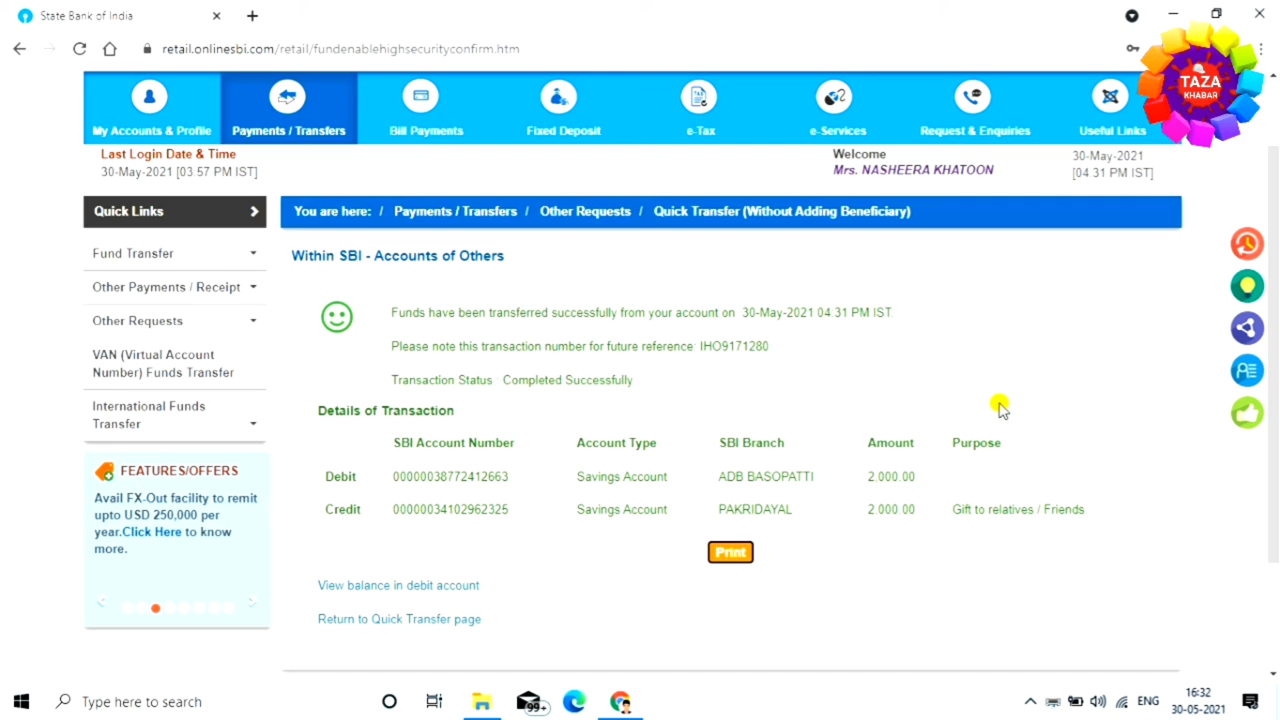 State Bank of India
retail.onlinesbi.com/retail/fundenablehighsecurityconfirm.htm
TAZA
KHABAR
My Accounts & Profile
Payments / Transfers
Bill Payments
Fixed Deposit
e-Tax
e-Services
Request & Enquiries
Useful Links
Last Login Date & Time
30-May-2021 [03:57 PM IST]
Welcome
Mrs. NASHEERA KHATOON
30-May-2021
[04:31 PM IST]
Quick Links
You are here: / Payments / Transfers / Other Requests / Quick Transfer (Without Adding Beneficiary)
Fund Transfer
Other Payments / Receipt
Other Requests
VAN (Virtual Account
Number) Funds Transfer
International Funds
Transfer
FEATURES/OFFERS
Avail FX-Out facility to remit
upto USD 250,000 per
year.Click Here to know
more.
Within SBI - Accounts of Others
Funds have been transferred successfully from your account on 30-May-2021 04:31 PM IST.
Please note this transaction number for future reference: IHO9171280
Transaction Status Completed Successfully
Details of Transaction
SBI Account Number Account Type SBI Branch Amount Purpose
Debit 00000038772412663 Savings Account ADB BASOPATTI 2,000.00
Credit 00000034102962325 Savings Account PAKRIDAYAL 2,000.00 Gift to relatives / Friends
Print
View balance in debit account
Return to Quick Transfer page
Type here to search
99+
ENG
16:32
30-05-2021